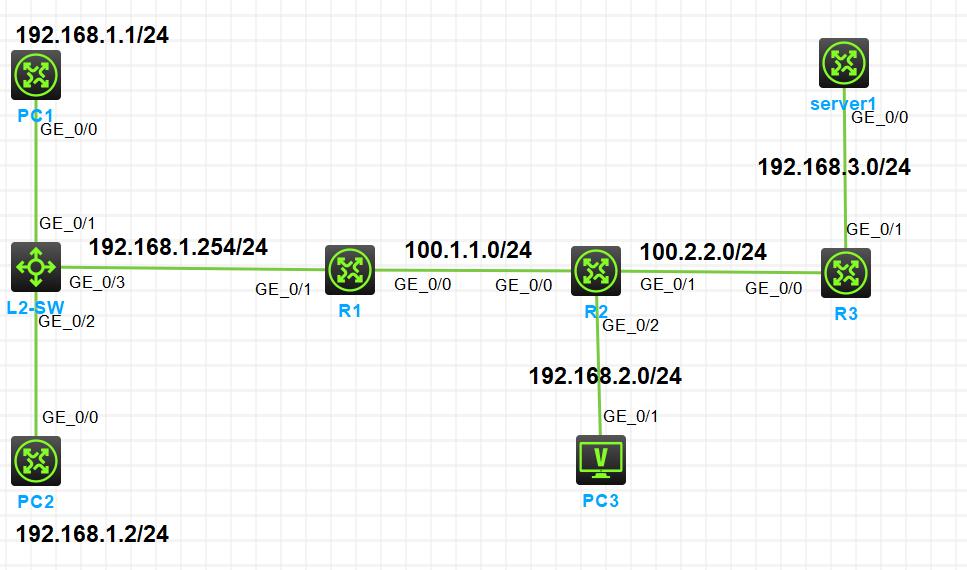 192.168.1.1/24
PC1
GE_0/0
server1
GE_0/0
192.168.3.0/24
GE_0/1
GE_0/1
192.168.1.254/24
100.1.1.0/24
100.2.2.0/24
GE_0/3
GE_0/1
GE_0/0
GE_0/0
GE_0/1
GE_0/0
L2-SW
R1
R2
R3
GE_0/2
GE_0/2
192.168.2.0/24
GE_0/0
GE_0/1
PC2
PC3
192.168.1.2/24